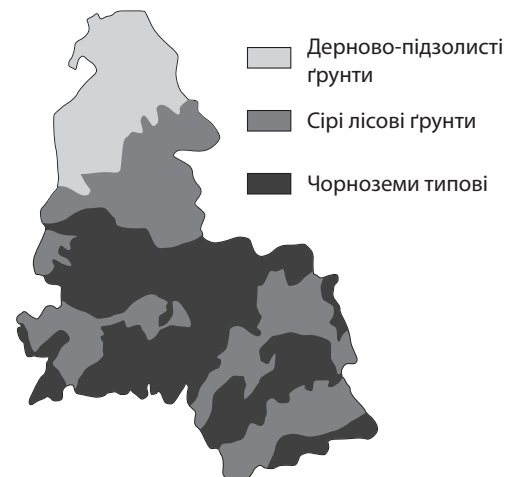 Дерново-підзолисті
ґрунти
Сірі лісові ґрунти
Чорноземи типові